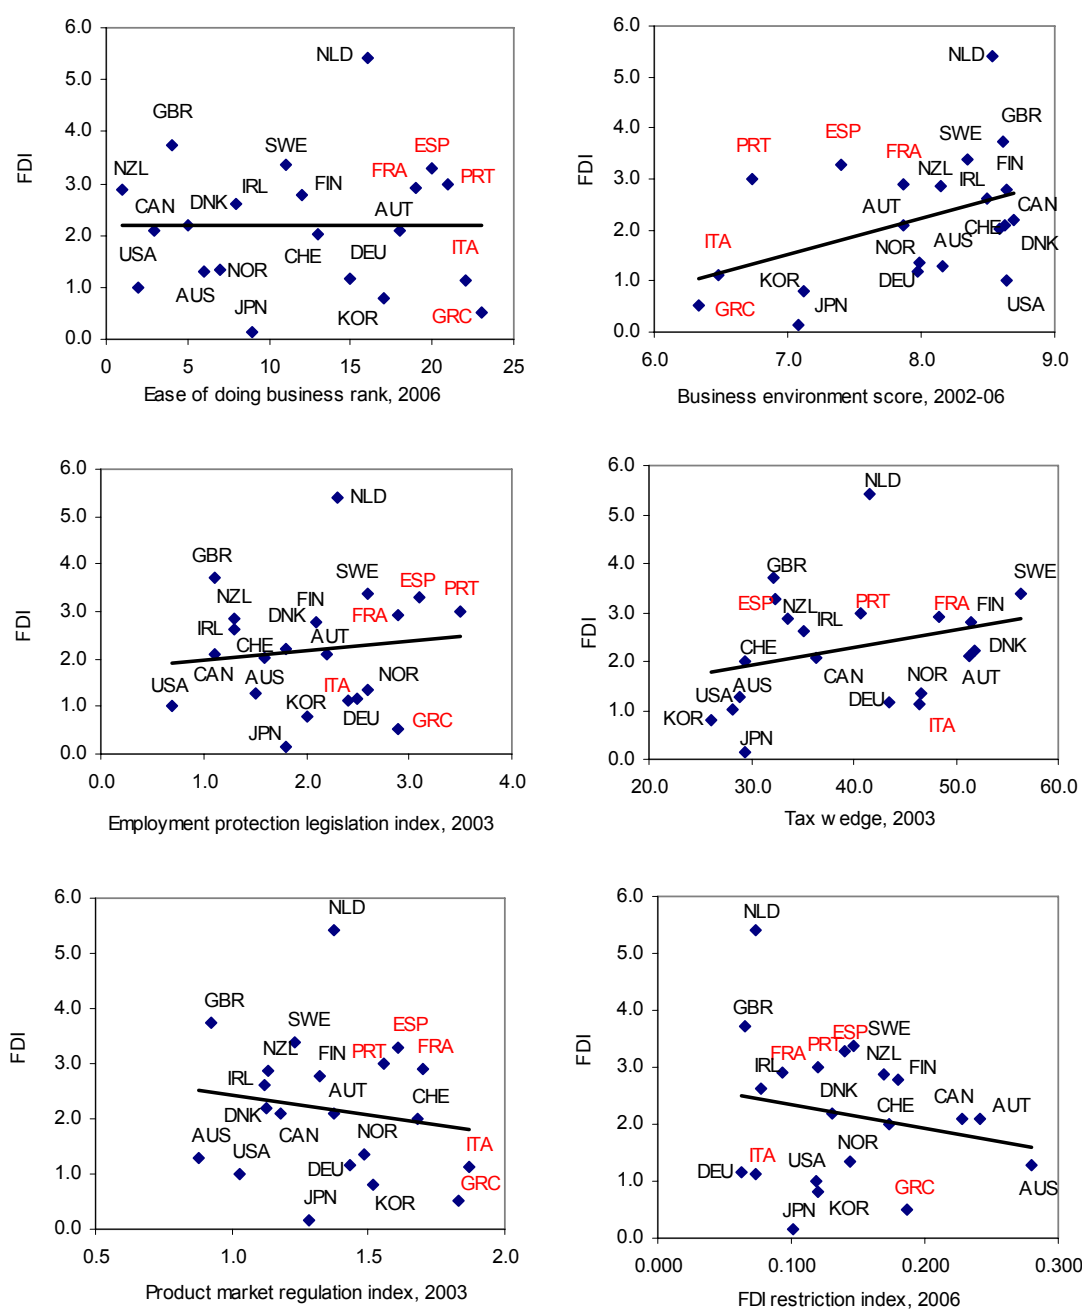 6.0
5.0
4.0
3.0
2.0
1.0
0.0
FDI
NLD
GBR
SWE
ESP
NZL
IRL
FIN
FRA
PRT
CAN
DNK
AUT
USA
CHE
DEU
ITA
AUS
NOR
JPN
KOR
GRC
0 5 10 15 20 25
Ease of doing business rank, 2006
6.0
5.0
4.0
3.0
2.0
1.0
0.0
FDI
NLD
GBR
PRT
ESP
FRA
SWE
NZL
IRL
FIN
AUT
CAN
ITA
NOR
AUS
CHE
DNK
GRC
KOR
JPN
DEU
USA
6.0 7.0 8.0 9.0
Business environment score, 2002-06
6.0
5.0
4.0
3.0
2.0
1.0
0.0
FDI
NLD
GBR
SWE
ESP
PRT
NZL
FIN
IRL
DNK
FRA
CHE
AUT
USA
CAN
AUS
ITA
NOR
KOR
DEU
GRC
JPN
0.0 1.0 2.0 3.0 4.0
Employment protection legislation index, 2003
6.0
5.0
4.0
3.0
2.0
1.0
0.0
FDI
NLD
GBR
SWE
ESP
NZL
PRT
FRA
FIN
IRL
CHE
CAN
DNK
USA
AUS
DEU
NOR
AUT
KOR
JPN
ITA
20.0 30.0 40.0 50.0 60.0
Tax wedge, 2003
6.0
5.0
4.0
3.0
2.0
1.0
0.0
FDI
NLD
GBR
SWE
ESP
NZL
FIN
PRT
FRA
IRL
AUT
CHE
DNK
CAN
AUS
USA
NOR
ITA
DEU
GRC
JPN
KOR
0.5 1.0 1.5 2.0
Product market regulation index, 2003
6.0
5.0
4.0
3.0
2.0
1.0
0.0
FDI
NLD
GBR
SWE
ESP
PRT
FRA
IRL
NZL
FIN
DNK
CHE
CAN
AUT
ITA
DEU
USA
NOR
GRC
AUS
JPN
KOR
0.000 0.100 0.200 0.300
FDI restriction index, 2006